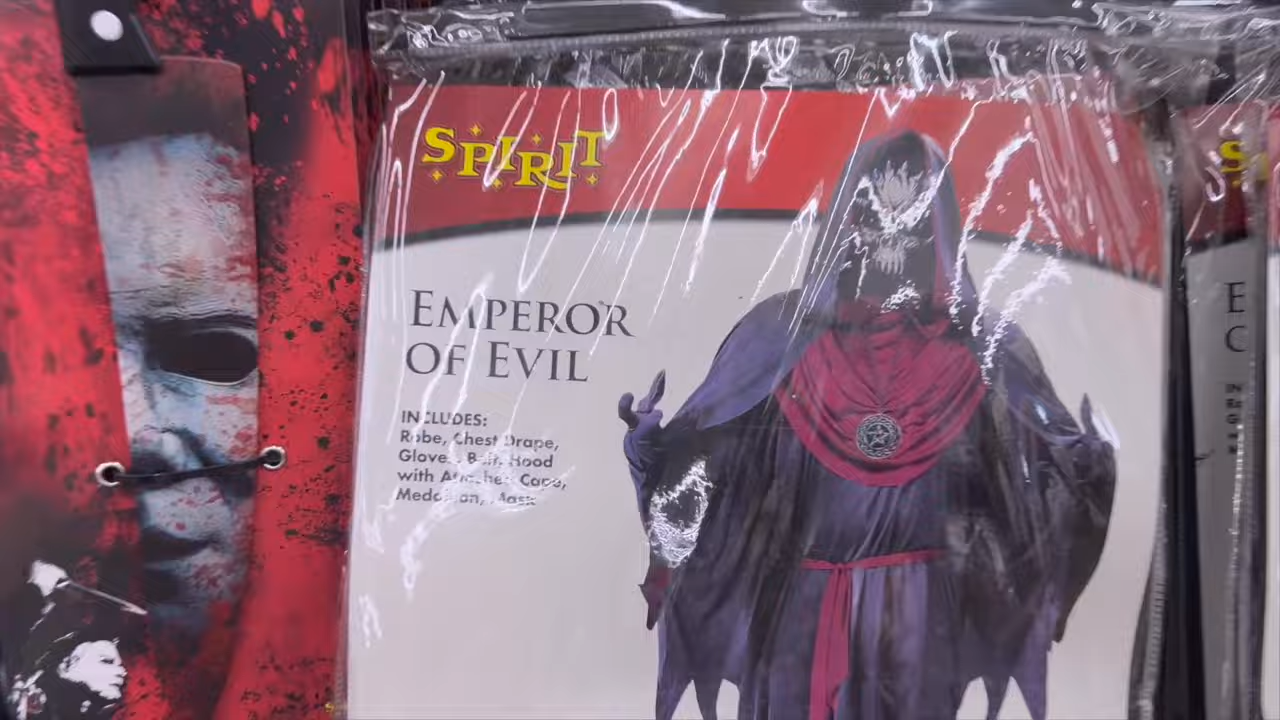 SPIRIT
EMPEROR
OF EVIL
INCLUDES:
Robe, Chest Drape,
Gloves, Belt, Hood
with Attached Cape,
Medallion, Mask
S
E
C